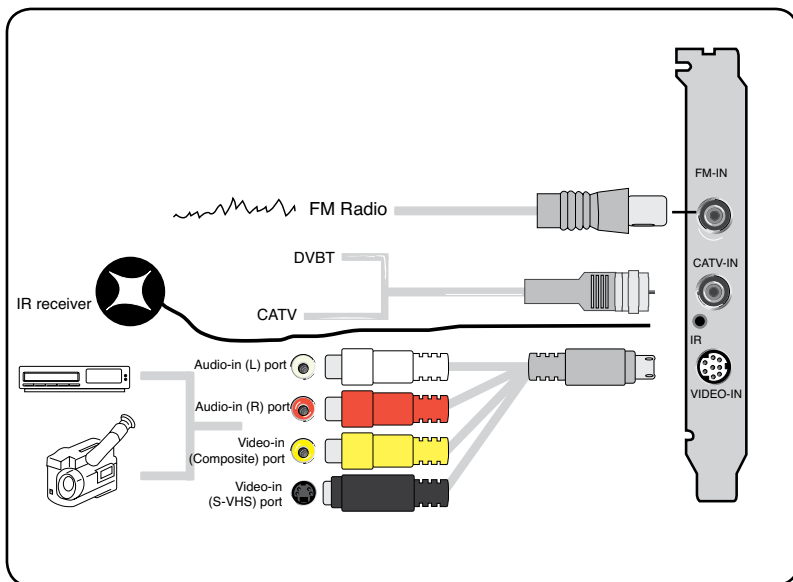 FM-IN
FM Radio
DVBT
CATV-IN
IR receiver
CATV
IR
Audio-in (L) port
VIDEO-IN
Audio-in (R) port
Video-in
(Composite) port
Video-in
(S-VHS) port